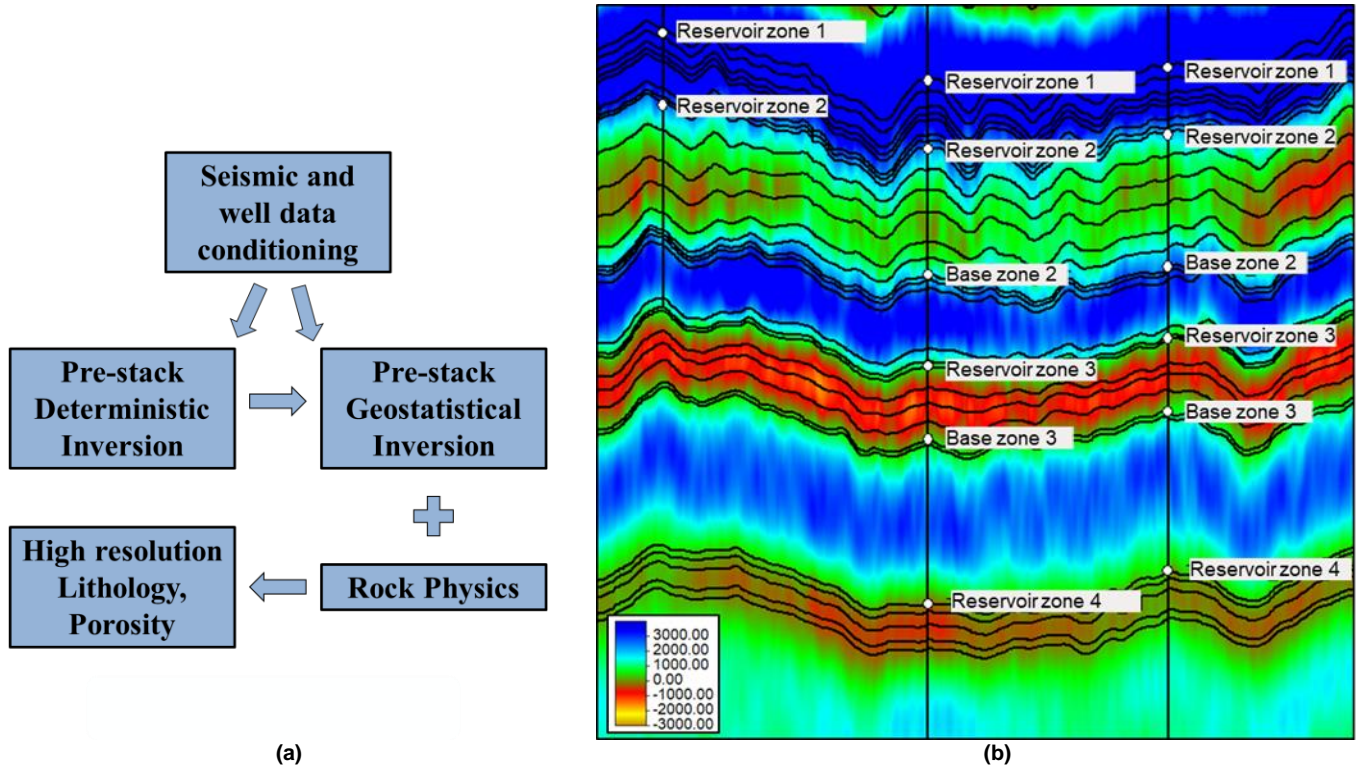 Seismic and
well data
conditioning
Pre-stack
Deterministic
Inversion
Pre-stack
Geostatistical
Inversion
High resolution
Lithology,
Porosity
Rock Physics
(a)
Reservoir zone 1
Reservoir zone 1
Reservoir zone 1
Reservoir zone 2
Reservoir zone 2
Reservoir zone 2
Base zone 2
Base zone 2
Reservoir zone 3
Reservoir zone 3
Base zone 3
Base zone 3
Reservoir zone 4
Reservoir zone 4
3000.00
2000.00
1000.00
0.00
-1000.00
-2000.00
-3000.00
(b)